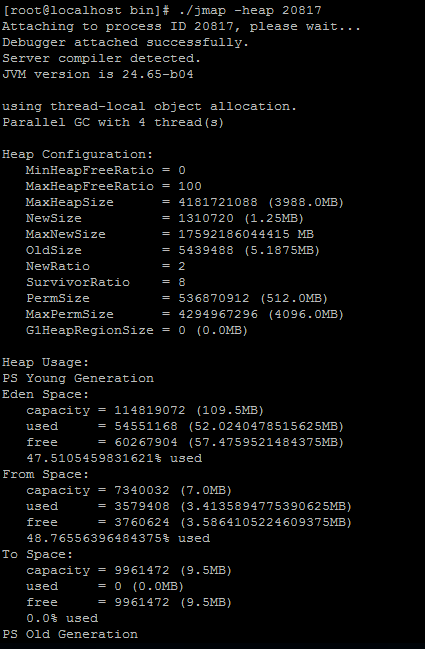 [root@localhost bin]# ./jmap -heap 20817
Attaching to process ID 20817, please wait...
Debugger attached successfully.
Server compiler detected.
JVM version is 24.65-b04
using thread-local object allocation.
Parallel GC with 4 thread(s)
Heap Configuration:
MinHeapFreeRatio = 0
MaxHeapFreeRatio = 100
MaxHeapSize = 4181721088 (3988.0MB)
NewSize = 1310720 (1.25MB)
MaxNewSize = 17592186044415 MB
OldSize = 5439488 (5.1875MB)
NewRatio = 2
SurvivorRatio = 8
PermSize = 536870912 (512.0MB)
MaxPermSize = 4294967296 (4096.0MB)
G1HeapRegionSize = 0 (0.0MB)
Heap Usage:
PS Young Generation
Eden Space:
capacity = 114819072 (109.5MB)
used = 54551168 (52.0240478515625MB)
free = 60267904 (57.4759521484375MB)
47.5105459831621% used
From Space:
capacity = 7340032 (7.0MB)
used = 3579408 (3.4135894775390625MB)
free = 3760624 (3.5864105224609375MB)
48.76556396484375% used
To Space:
capacity = 9961472 (9.5MB)
used = 0 (0.0MB)
free = 9961472 (9.5MB)
0.0% used
PS Old Generation